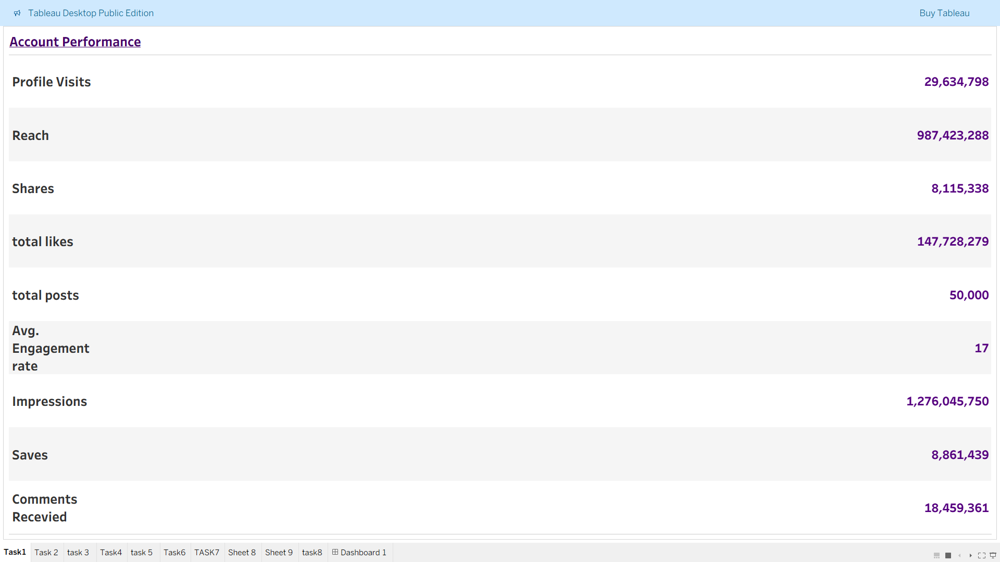 Tableau Desktop Public Edition
Buy Tableau
Account Performance
Profile Visits 29,634,798
Reach 987,423,288
Shares 8,115,338
total likes 147,728,279
total posts 50,000
Avg.
Engagement 17
rate
Impressions 1,276,045,750
Saves 8,861,439
Comments
Recevied 18,459,361
Task1 Task 2 task 3 Task4 task 5 Task6 TASK7 Sheet 8 Sheet 9 task8 Dashboard 1